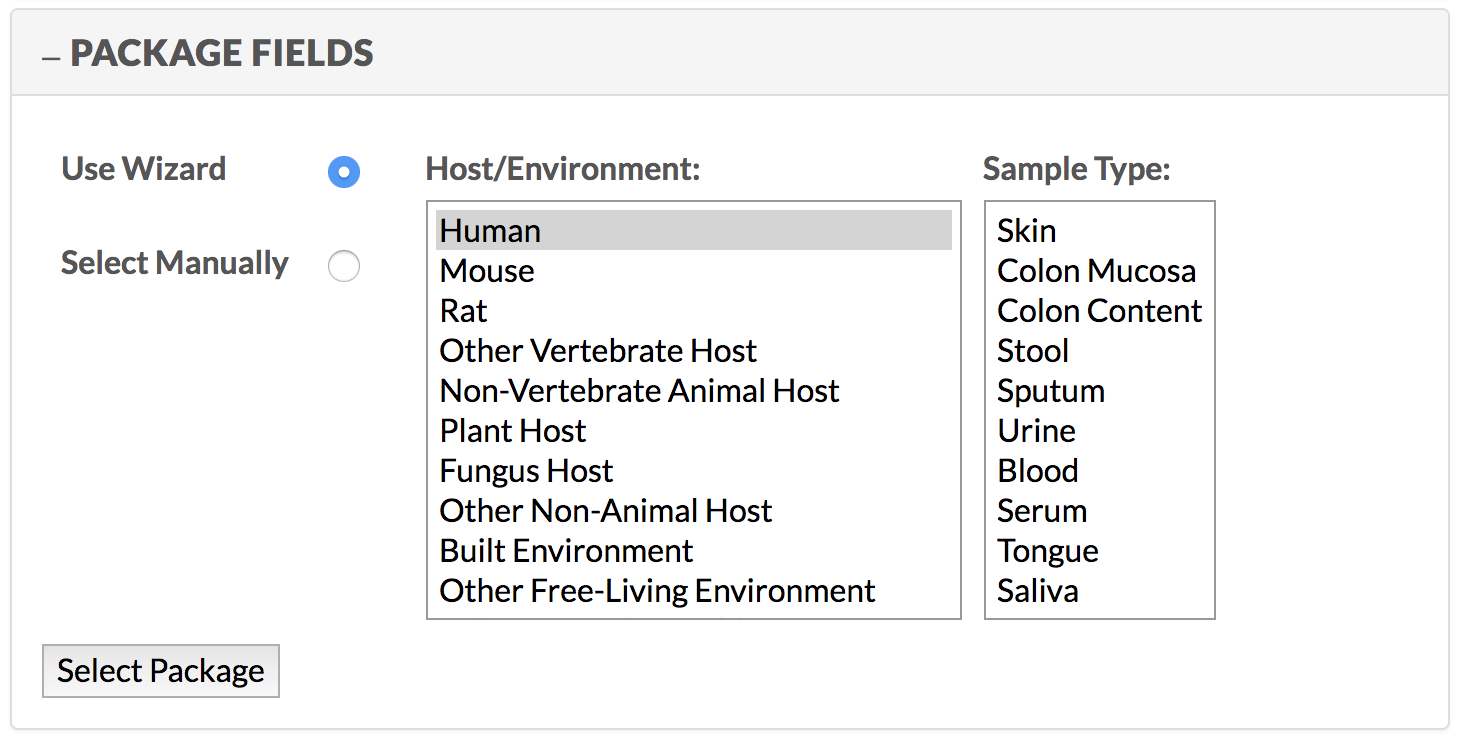 – PACKAGE FIELDS
Use Wizard
Select Manually
Host/Environment:
Human
Mouse
Rat
Other Vertebrate Host
Non-Vertebrate Animal Host
Plant Host
Fungus Host
Other Non-Animal Host
Built Environment
Other Free-Living Environment
Sample Type:
Skin
Colon Mucosa
Colon Content
Stool
Sputum
Urine
Blood
Serum
Tongue
Saliva
Select Package